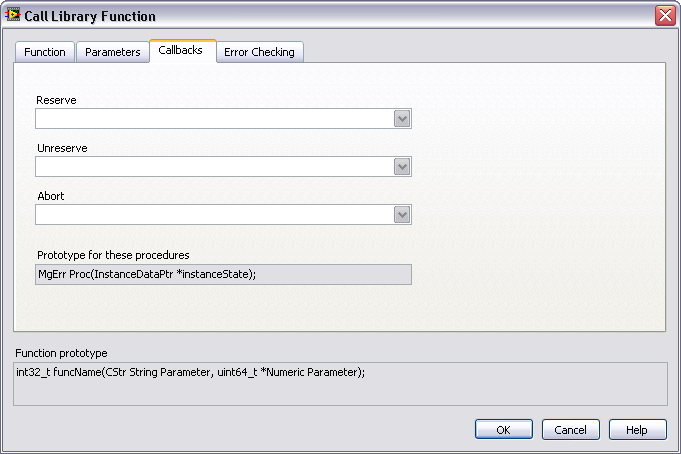 Call Library Function
Function Parameters Callbacks Error Checking
Reserve
Unreserve
Abort
Prototype for these procedures
MgErr Proc(InstanceDataPtr *instanceState);
Function prototype
int32_t funcName(CStr String Parameter, uint64_t *Numeric Parameter);
OK Cancel Help